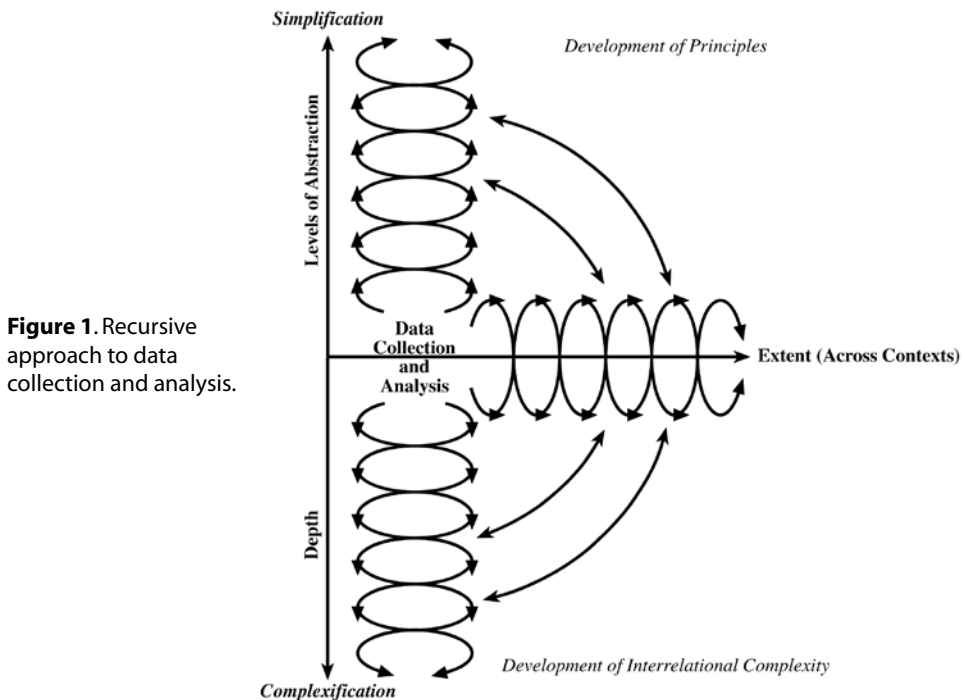 Simplification
Development of Principles
Levels of Abstraction
Figure 1. Recursive
approach to data
collection and analysis.
Data
Collection
and
Analysis
Extent (Across Contexts)
Depth
Development of Interrelational Complexity
Complexification